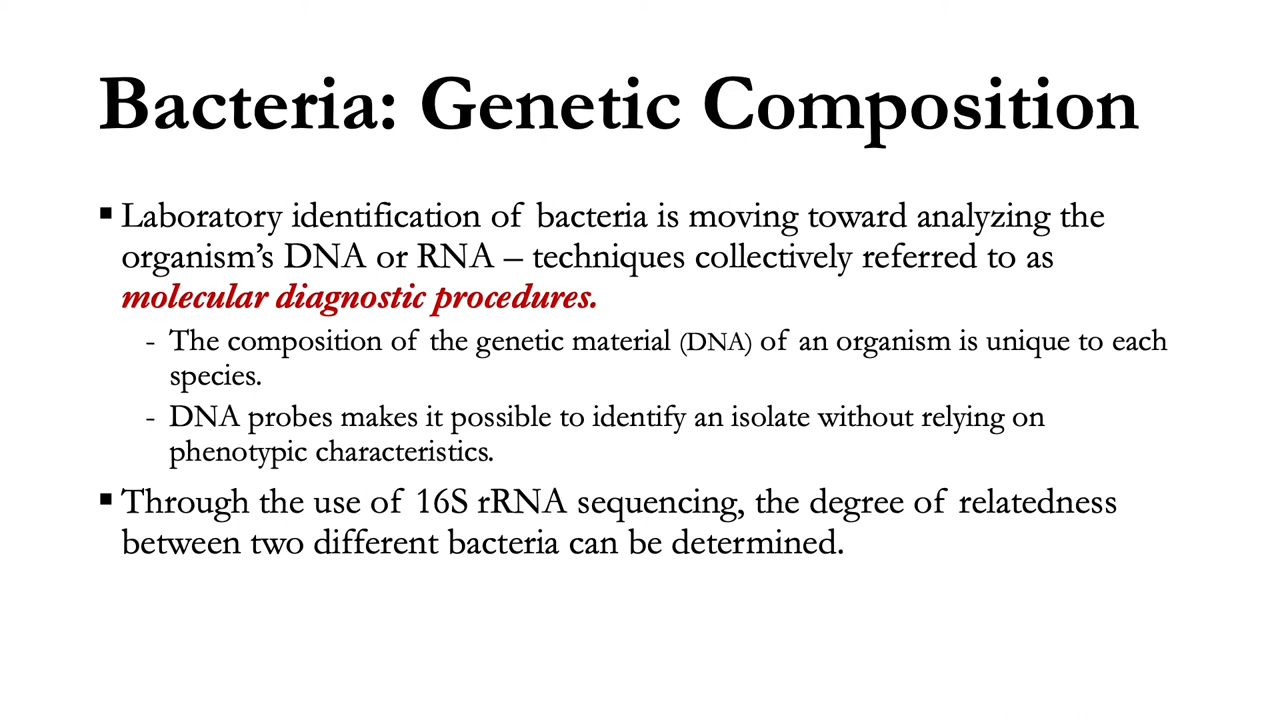 Bacteria: Genetic Composition
▪ Laboratory identification of bacteria is moving toward analyzing the
organism’s DNA or RNA – techniques collectively referred to as
molecular diagnostic procedures.
- The composition of the genetic material (DNA) of an organism is unique to each
species.
- DNA probes makes it possible to identify an isolate without relying on
phenotypic characteristics.
▪ Through the use of 16S rRNA sequencing, the degree of relatedness
between two different bacteria can be determined.